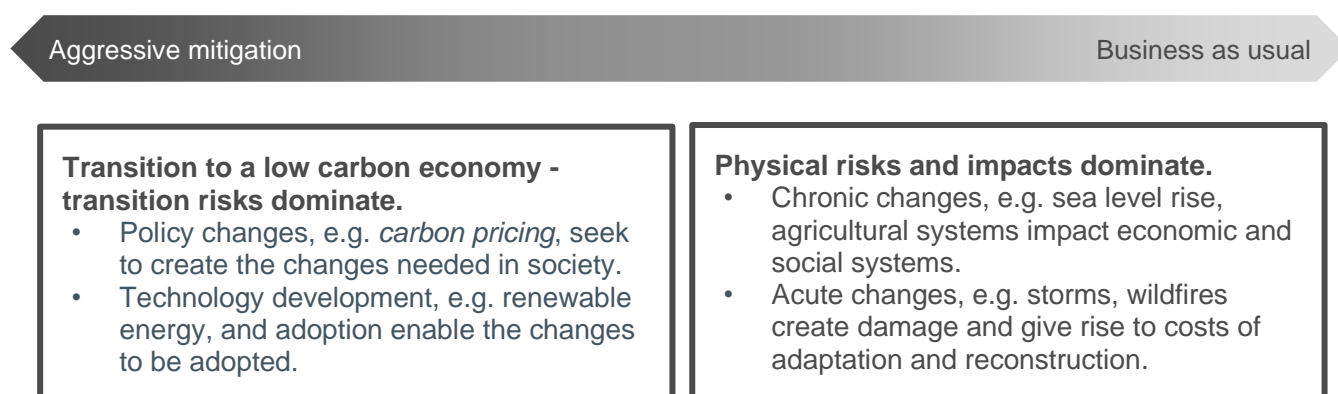 Aggressive mitigation
Business as usual
Transition to a low carbon economy -
transition risks dominate.
• Policy changes, e.g. carbon pricing, seek
to create the changes needed in society.
• Technology development, e.g. renewable
energy, and adoption enable the changes
to be adopted.
Physical risks and impacts dominate.
• Chronic changes, e.g. sea level rise,
agricultural systems impact economic and
social systems.
• Acute changes, e.g. storms, wildfires
create damage and give rise to costs of
adaptation and reconstruction.